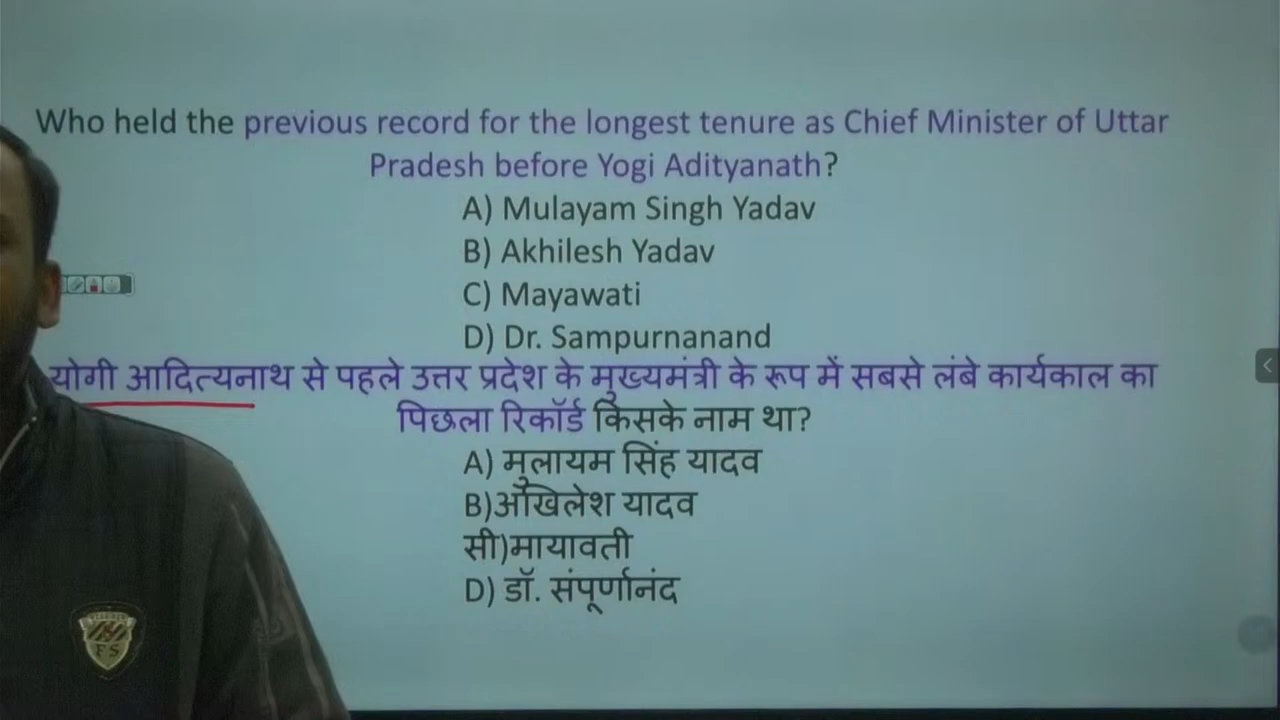 Who held the previous record for the longest tenure as Chief Minister of Uttar
Pradesh before Yogi Adityanath?
A) Mulayam Singh Yadav
B) Akhilesh Yadav
C) Mayawati
D) Dr. Sampurnanand
योगी आदित्यनाथ से पहले उत्तर प्रदेश के मुख्यमंत्री के रूप में सबसे लंबे कार्यकाल का
पिछला रिकॉर्ड किसके नाम था?
A) मुलायम सिंह यादव
B)अखिलेश यादव
सी)मायावती
D) डॉ. संपूर्णानंद
FS